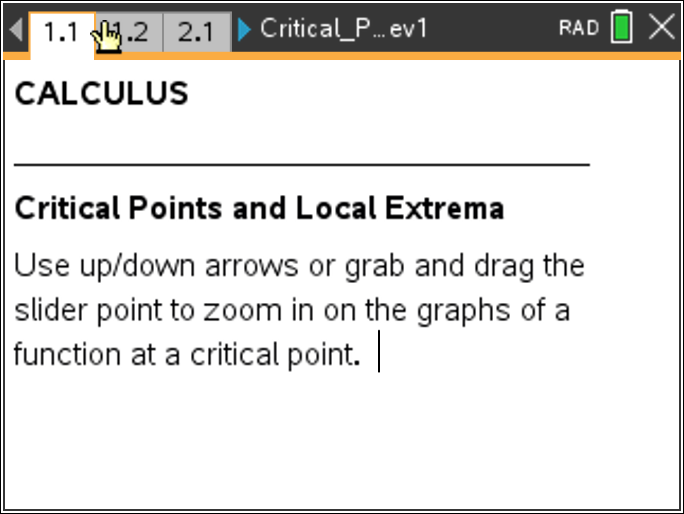 1.1 1.2 2.1 Critical_P...ev1 RAD
CALCULUS
Critical Points and Local Extrema
Use up/down arrows or grab and drag the
slider point to zoom in on the graphs of a
function at a critical point.